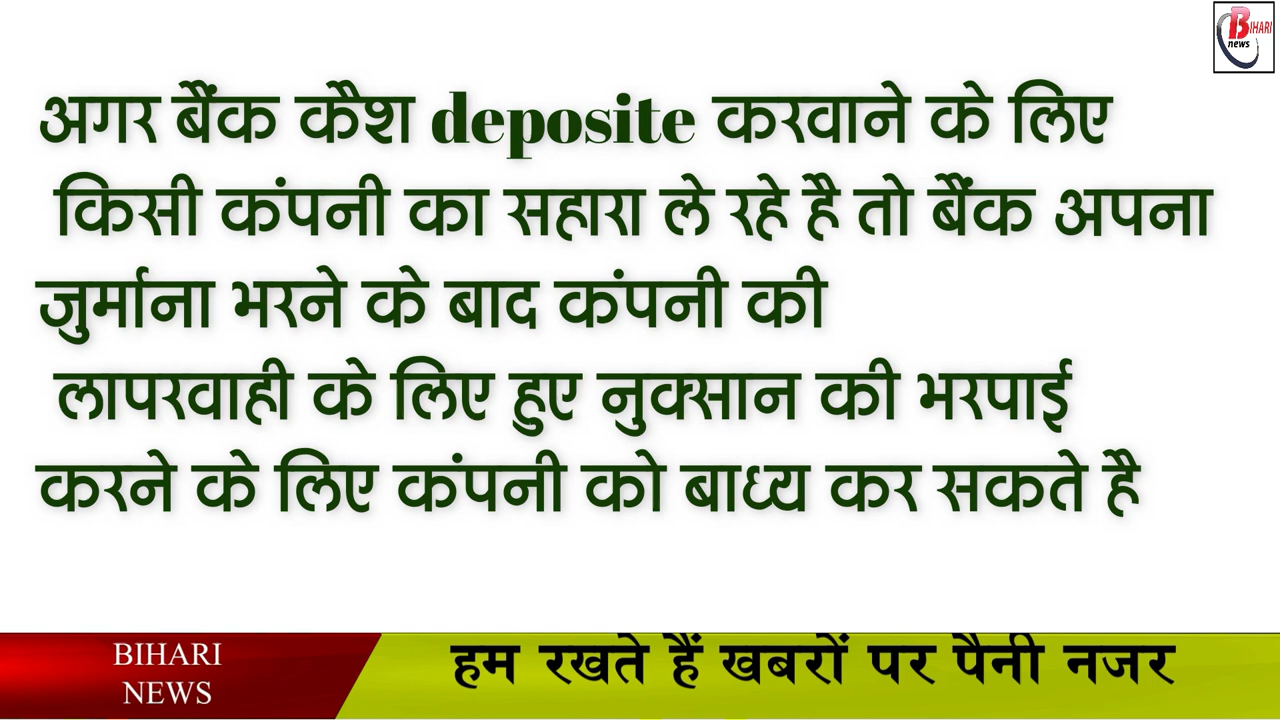 BIHARI
news
अगर बैंक कैश deposite करवाने के लिए
किसी कंपनी का सहारा ले रहे है तो बैंक अपना
जुर्माना भरने के बाद कंपनी की
लापरवाही के लिए हुए नुक्सान की भरपाई
करने के लिए कंपनी को बाध्य कर सकते है
BIHARI
NEWS
हम रखते हैं खबरों पर पैनी नजर